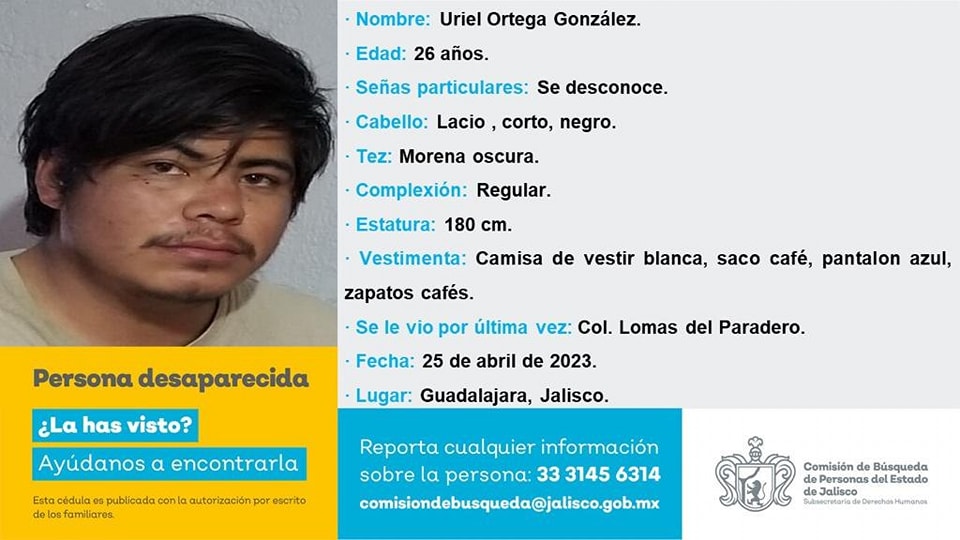 · Nombre: Uriel Ortega González.
· Edad: 26 años.
· Señas particulares: Se desconoce.
· Cabello: Lacio , corto, negro.
· Tez: Morena oscura.
· Complexión: Regular.
· Estatura: 180 cm.
· Vestimenta: Camisa de vestir blanca, saco café, pantalon azul,
zapatos cafés.
· Se le vio por última vez: Col. Lomas del Paradero.
· Fecha: 25 de abril de 2023.
· Lugar: Guadalajara, Jalisco.
Persona desaparecida
¿La has visto?
Ayúdanos a encontrarla
Esta cédula es publicada con la autorización por escrito
de los familiares.
Reporta cualquier información
sobre la persona: 33 3145 6314
comisiondebusqueda@jalisco.gob.mx
Comisión de Búsqueda
de Personas del Estado
de Jalisco
Subsecretaría de Derechos Humanos